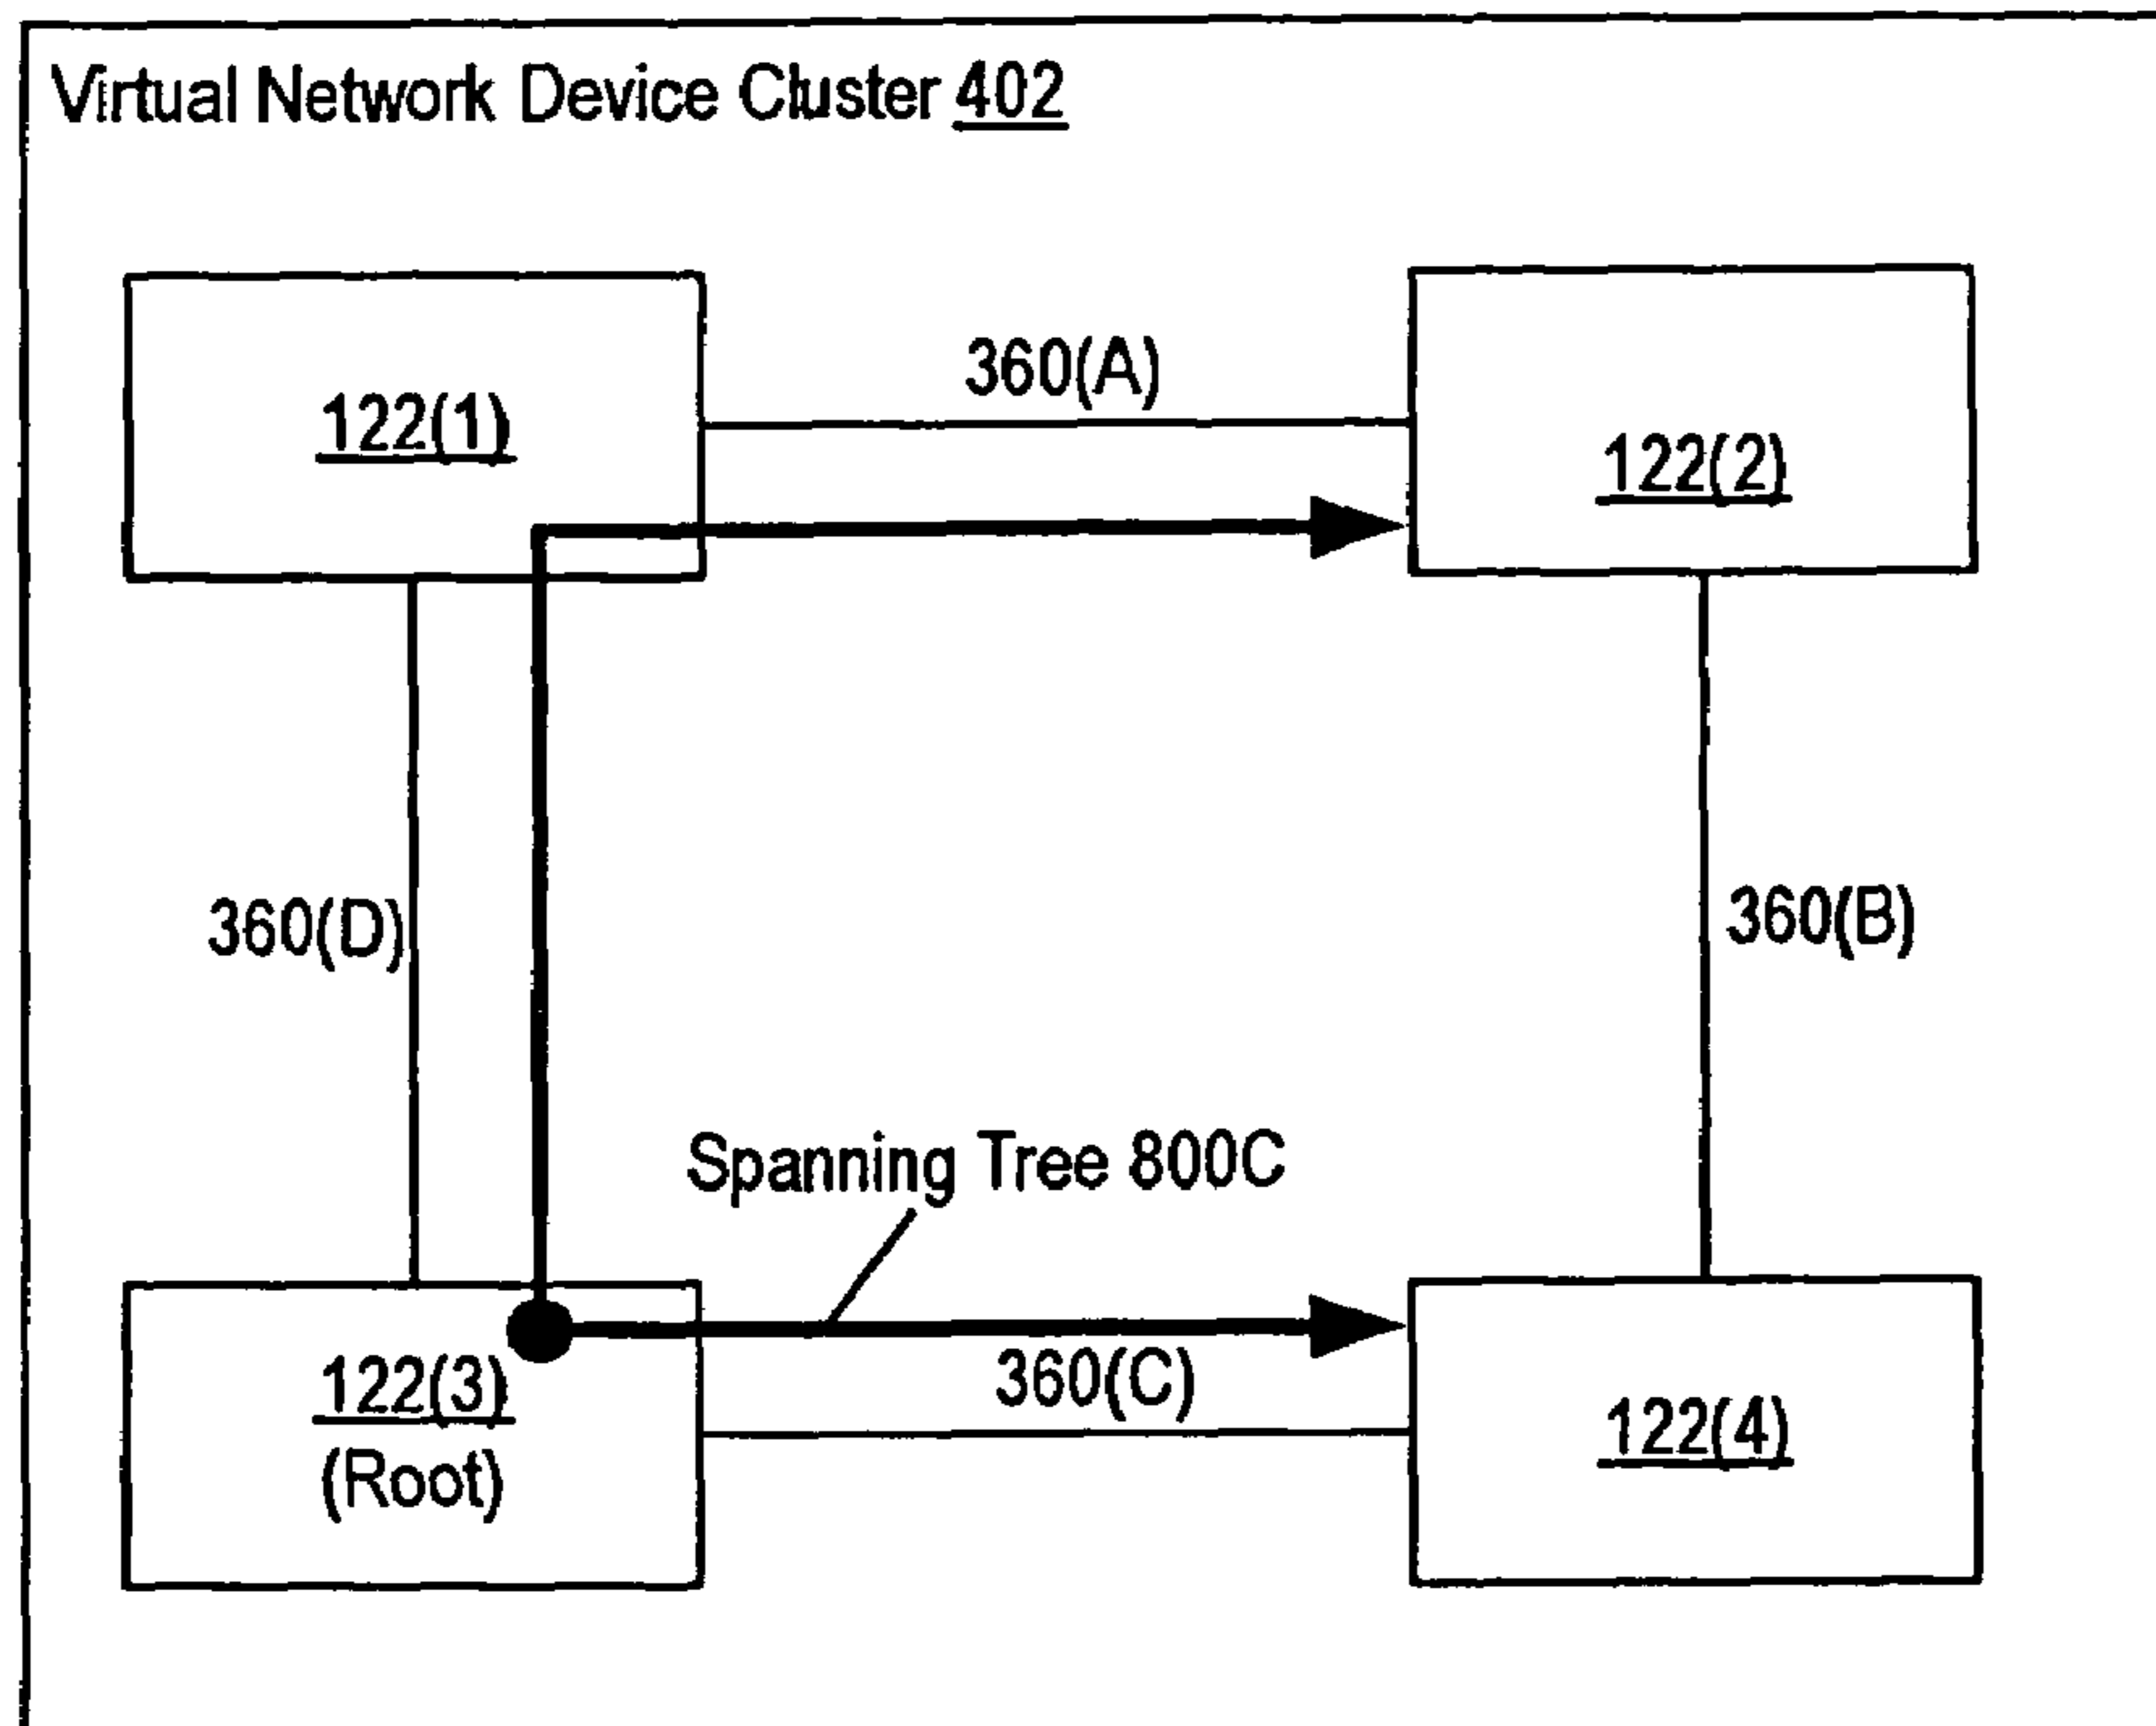 Virtual Network Device Cluster 402
122(1)
360(A)
122(2)
360(D)
360(B)
Spanning Tree 800C
122(3)
(Root)
360(C)
122(4)